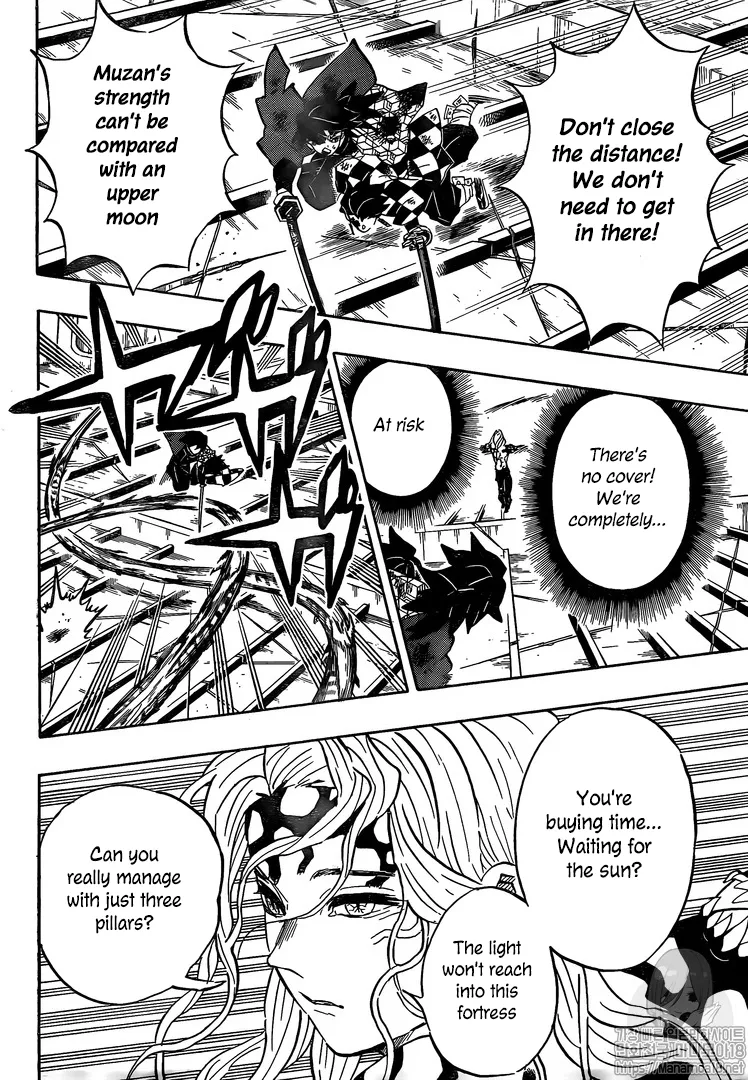 Don't close
the distance!
We don't
need to get
in there!
Muzan's
strength
can't be
compared
with an
upper
moon
There's
no cover!
We're
completely...
At risk
You're
buying time...
Waiting for
the sun?
The light
won't reach
into this
fortress
Can you
really manage
with just three
pillars?